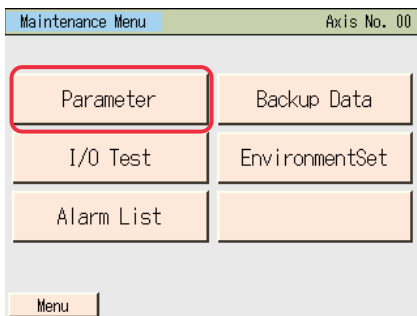 Maintenance Menu Axis No. 00
Parameter Backup Data
I/O Test EnvironmentSet
Alarm List
Menu